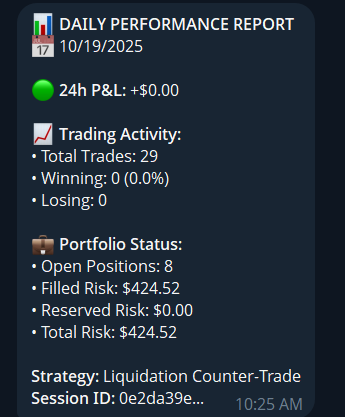 📊 DAILY PERFORMANCE REPORT
📅 10/19/2025
🟢 24h P&L: +$0.00
📈 Trading Activity:
• Total Trades: 29
• Winning: 0 (0.0%)
• Losing: 0
💼 Portfolio Status:
• Open Positions: 8
• Filled Risk: $424.52
• Reserved Risk: $0.00
• Total Risk: $424.52
Strategy: Liquidation Counter-Trade
Session ID: 0e2da39e...
10:25 AM